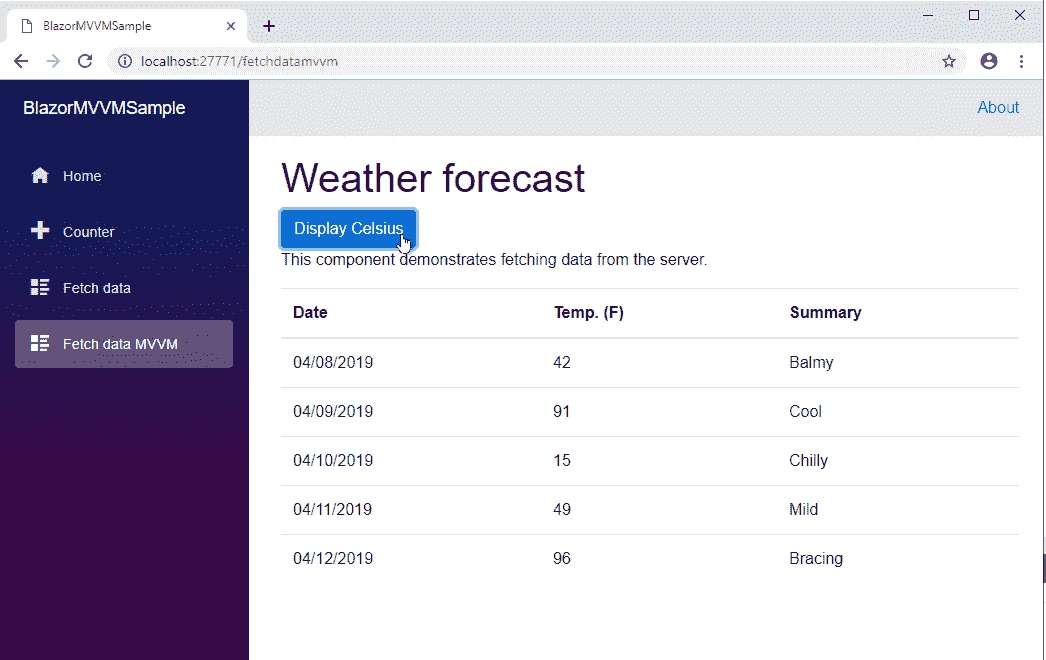 BlazorMVVMSample
localhost:27771/fetchdatamvvm
BlazorMVVMSample
About
Home
Counter
Fetch data
Fetch data MVVM
Weather forecast
Display Celsius
This component demonstrates fetching data from the server.
Date Temp. (F) Summary
04/08/2019 42 Balmy
04/09/2019 91 Cool
04/10/2019 15 Chilly
04/11/2019 49 Mild
04/12/2019 96 Bracing